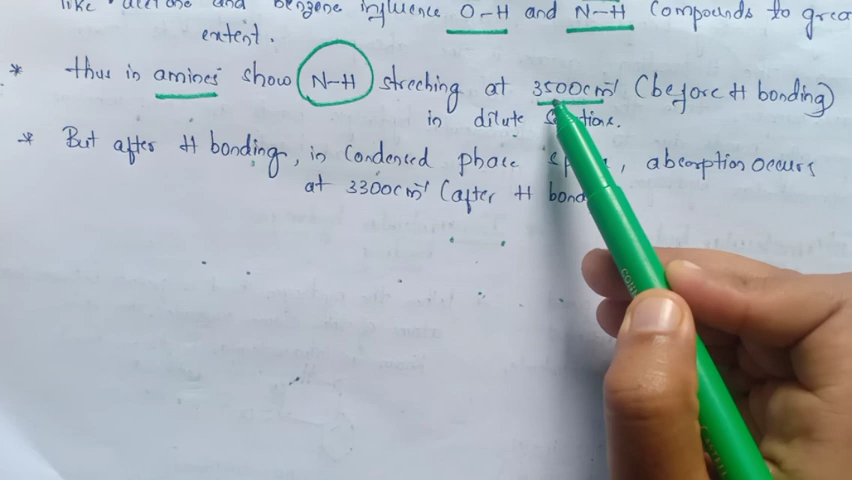 like acetone and benzene influence O-H and N-H compounds to grea
extent.
* thus in amines show N-H streching at 3500cm⁻¹ (before H bonding)
in dilute
* But after H bonding, in condensed phase, absorption occurs
at 3300cm⁻¹ (after H bond